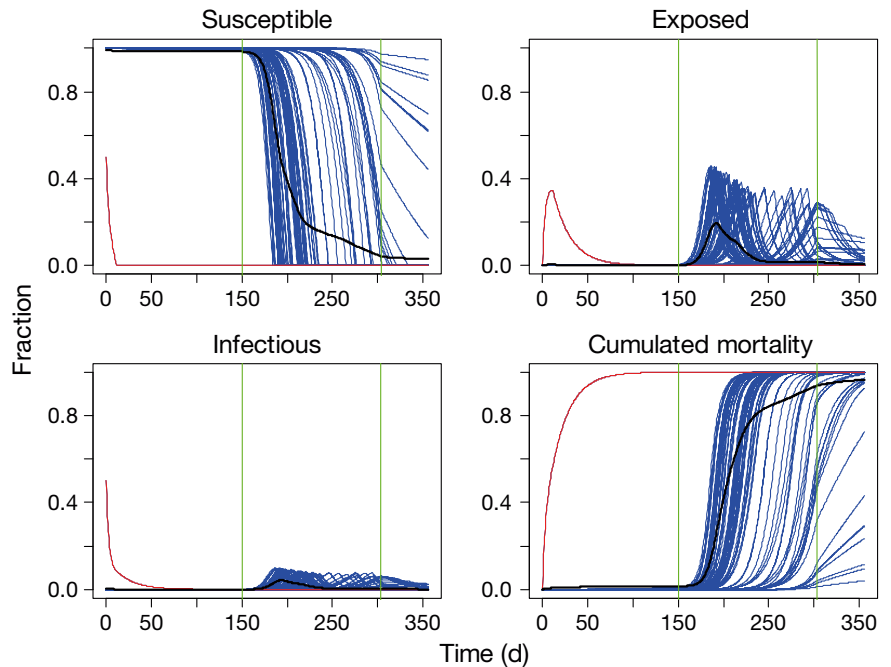 Susceptible Exposed
0.8 0.8
0.4 0.4
0.0 0.0
0 50 150 250 350 0 50 150 250 350
Fraction
Infectious Cumulated mortality
0.8 0.8
0.4 0.4
0.0 0.0
0 50 150 250 350 0 50 150 250 350
Time (d)